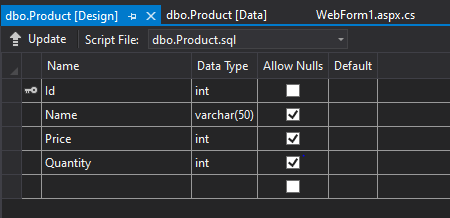 dbo.Product [Design] dbo.Product [Data] WebForm1.aspx.cs
Update Script File: dbo.Product.sql
Name Data Type Allow Nulls Default
Id int
Name varchar(50)
Price int
Quantity int